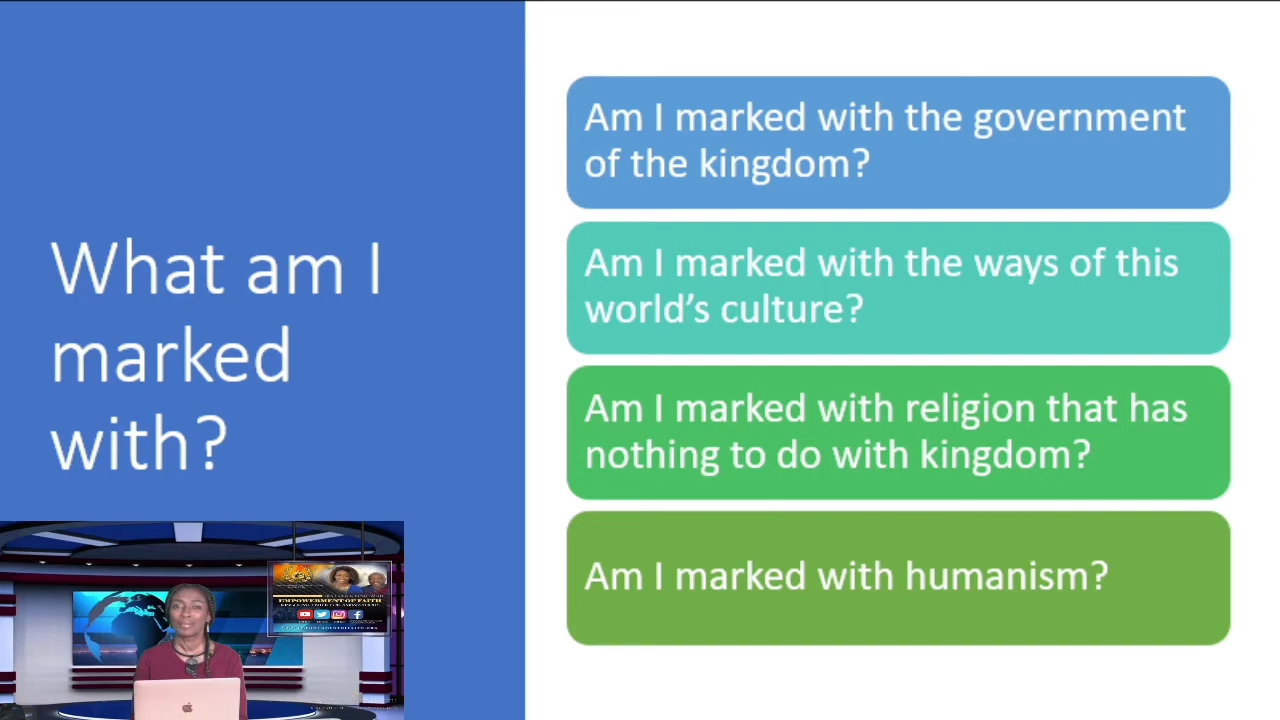 What am I
marked
with?
Am I marked with the government
of the kingdom?
Am I marked with the ways of this
world’s culture?
Am I marked with religion that has
nothing to do with kingdom?
Am I marked with humanism?
EMPOWERMENT OF FAITH